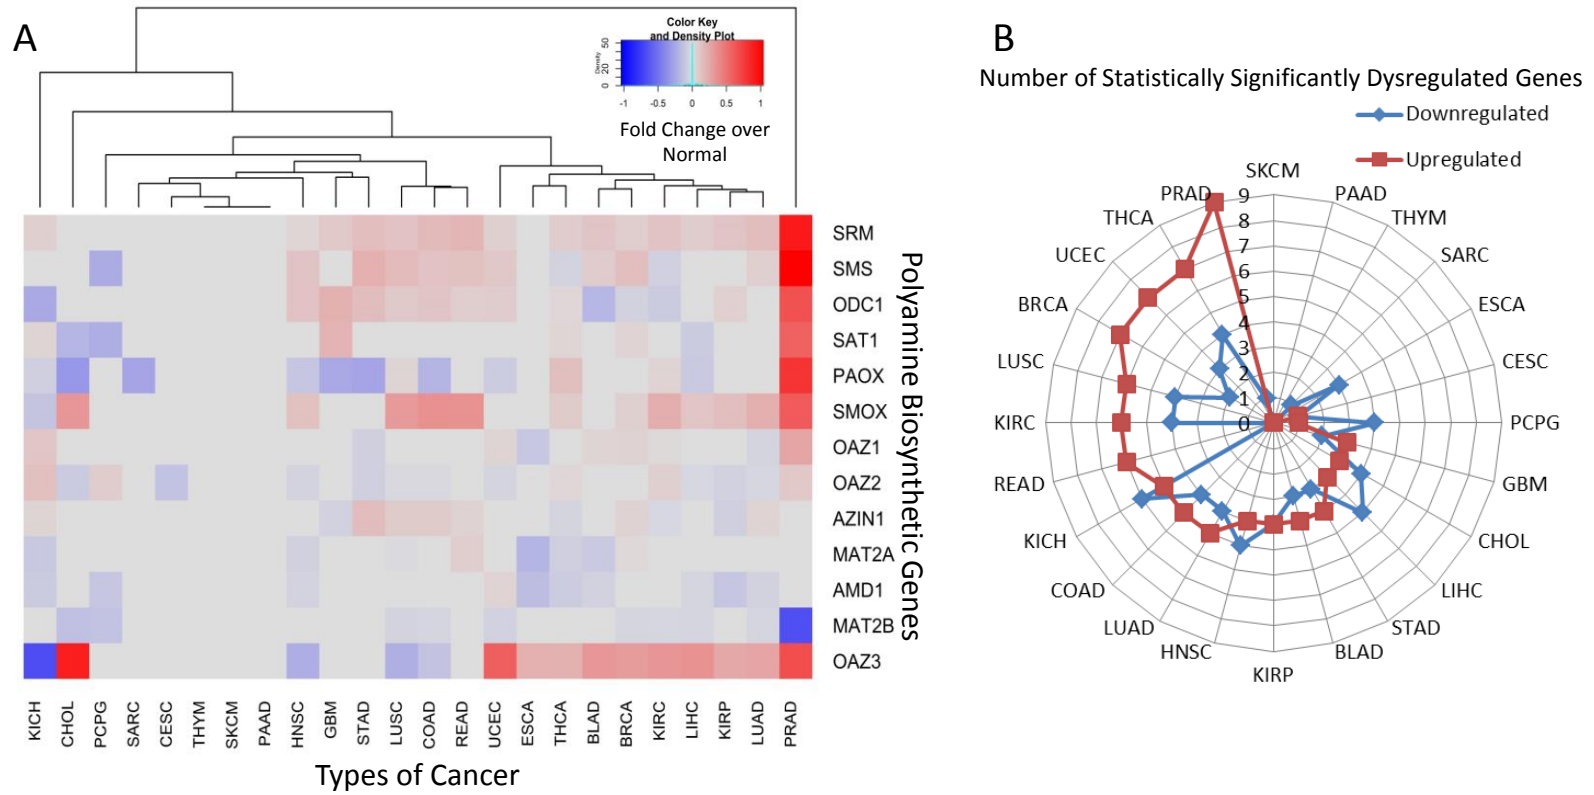 A
Color Key
and Density Plot
Density
0 20 50
-1 -0.5 0 0.5 1
Fold Change over
Normal
SRM
SMS
ODC1
SAT1
PAOX
SMOX
OAZ1
OAZ2
AZIN1
MAT2A
AMD1
MAT2B
OAZ3
Polyamine Biosynthetic Genes
KICH
CHOL
PCPG
SARC
CESC
THYM
SKCM
PAAD
HNSC
GBM
STAD
LUSC
COAD
READ
UCEC
ESCA
THCA
BLAD
BRCA
KIRC
LIHC
KIRP
LUAD
PRAD
Types of Cancer
B
Number of Statistically Significantly Dysregulated Genes
Downregulated
Upregulated
SKCM
PAAD
THYM
SARC
ESCA
CESC
PCPG
GBM
CHOL
LIHC
STAD
BLAD
KIRP
HNSC
LUAD
COAD
KICH
READ
KIRC
LUSC
BRCA
UCEC
THCA
PRAD
9
8
7
6
5
4
3
2
1
0